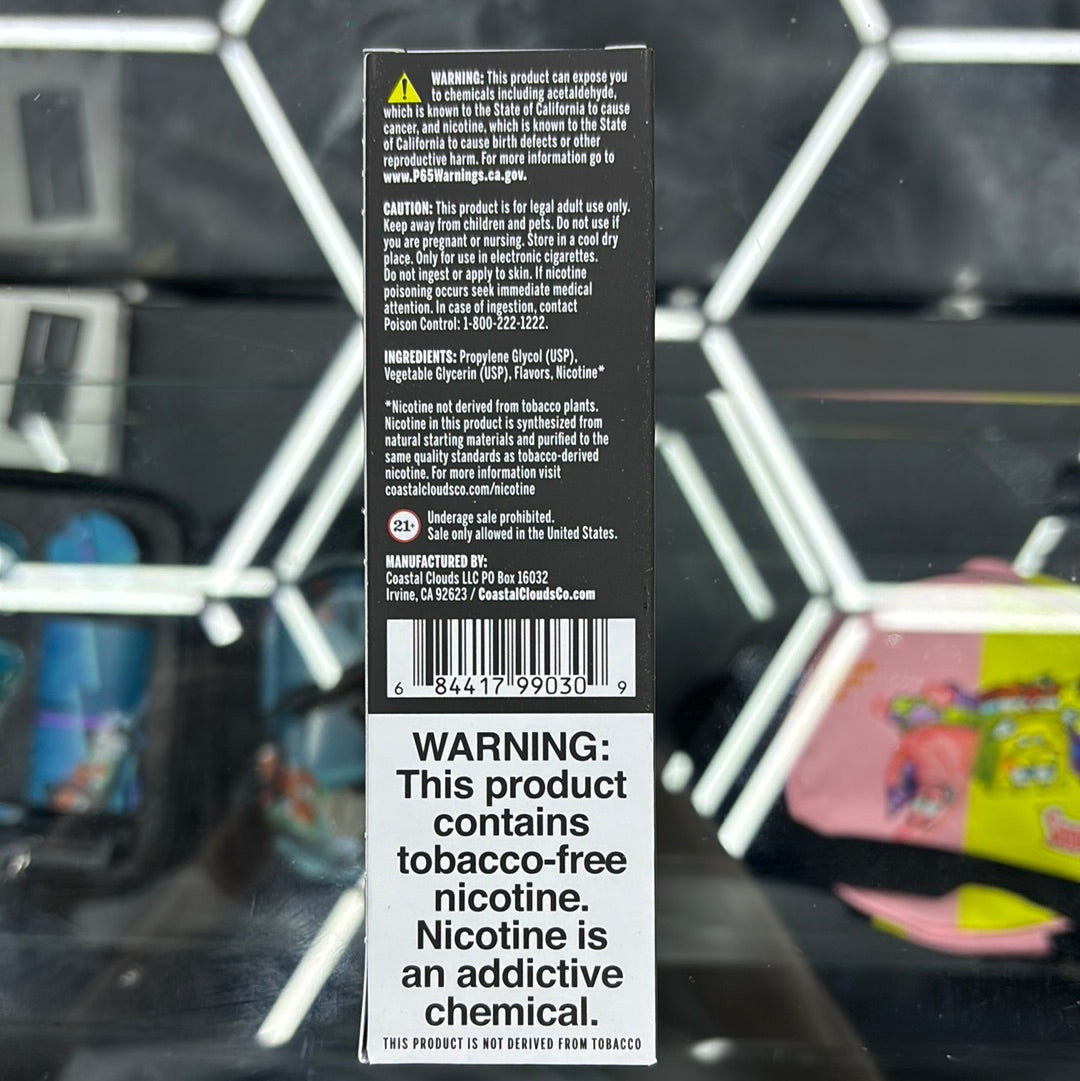 WARNING: This product can expose you
to chemicals including acetaldehyde,
which is known to the State of California to cause
cancer, and nicotine, which is known to the State
of California to cause birth defects or other
reproductive harm. For more information go to
www.P65Warnings.ca.gov.
CAUTION: This product is for legal adult use only.
Keep away from children and pets. Do not use if
you are pregnant or nursing. Store in a cool dry
place. Only for use in electronic cigarettes.
Do not ingest or apply to skin. If nicotine
poisoning occurs seek immediate medical
attention. In case of ingestion, contact
Poison Control: 1-800-222-1222.
INGREDIENTS: Propylene Glycol (USP),
Vegetable Glycerin (USP), Flavors, Nicotine*
*Nicotine not derived from tobacco plants.
Nicotine in this product is synthesized from
natural starting materials and purified to the
same quality standards as tobacco-derived
nicotine. For more information visit
coastalcloudsco.com/nicotine
21+
Underage sale prohibited.
Sale only allowed in the United States.
MANUFACTURED BY:
Coastal Clouds LLC PO Box 16032
Irvine, CA 92623 / CoastalCloudsCo.com
6 84417 99030 9
WARNING:
This product
contains
tobacco-free
nicotine.
Nicotine is
an addictive
chemical.
THIS PRODUCT IS NOT DERIVED FROM TOBACCO